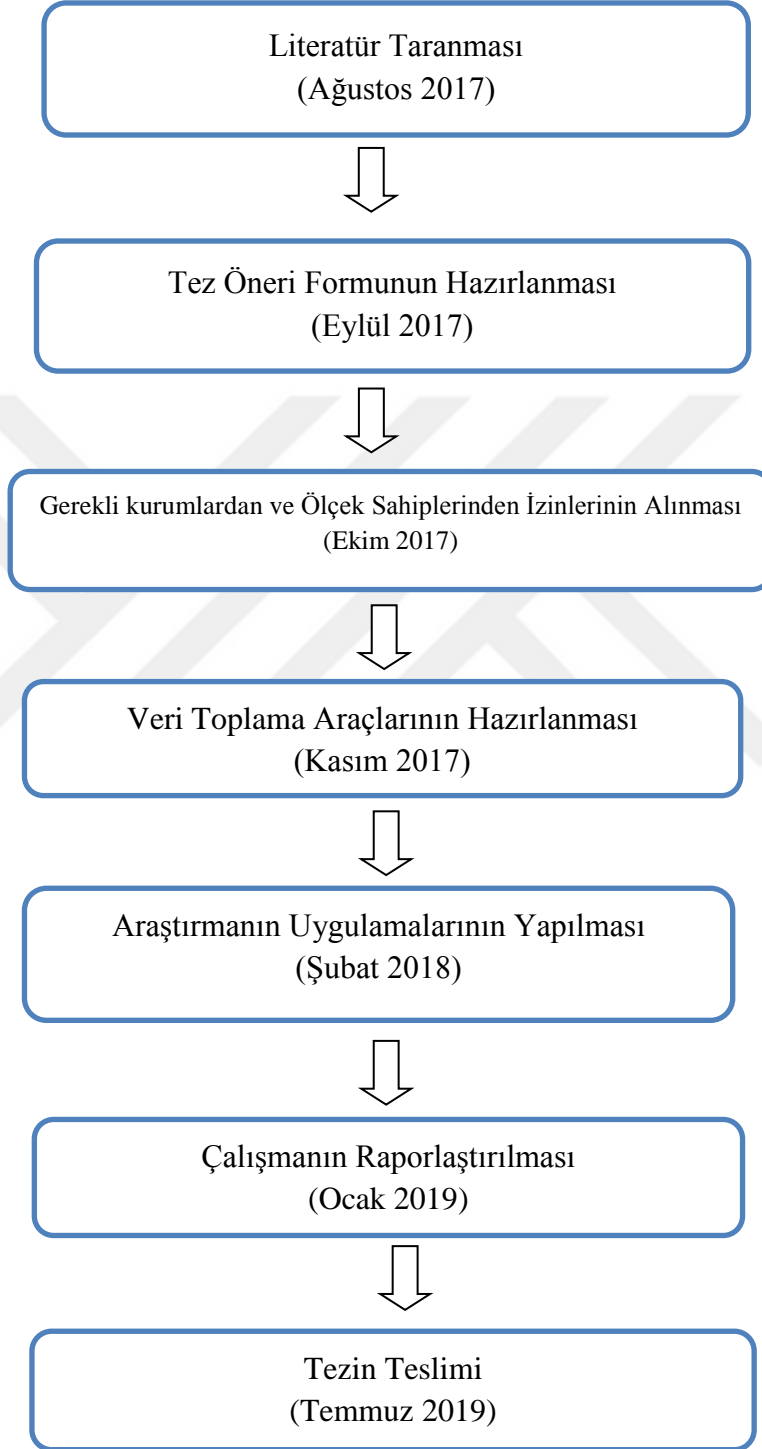 Literatür Taranması
(Ağustos 2017)
Tez Öneri Formunun Hazırlanması
(Eylül 2017)
Gerekli kurumlardan ve Ölçek Sahiplerinden İzinlerinin Alınması
(Ekim 2017)
Veri Toplama Araçlarının Hazırlanması
(Kasım 2017)
Araştırmanın Uygulamalarının Yapılması
(Şubat 2018)
Çalışmanın Raporlaştırılması
(Ocak 2019)
Tezin Teslimi
(Temmuz 2019)